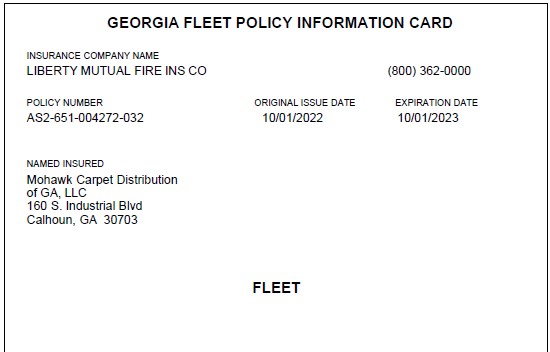 GEORGIA FLEET POLICY INFORMATION CARD
INSURANCE COMPANY NAME
LIBERTY MUTUAL FIRE INS CO (800) 362-0000
POLICY NUMBER ORIGINAL ISSUE DATE EXPIRATION DATE
AS2-651-004272-032 10/01/2022 10/01/2023
NAMED INSURED
Mohawk Carpet Distribution
of GA, LLC
160 S. Industrial Blvd
Calhoun, GA 30703
FLEET